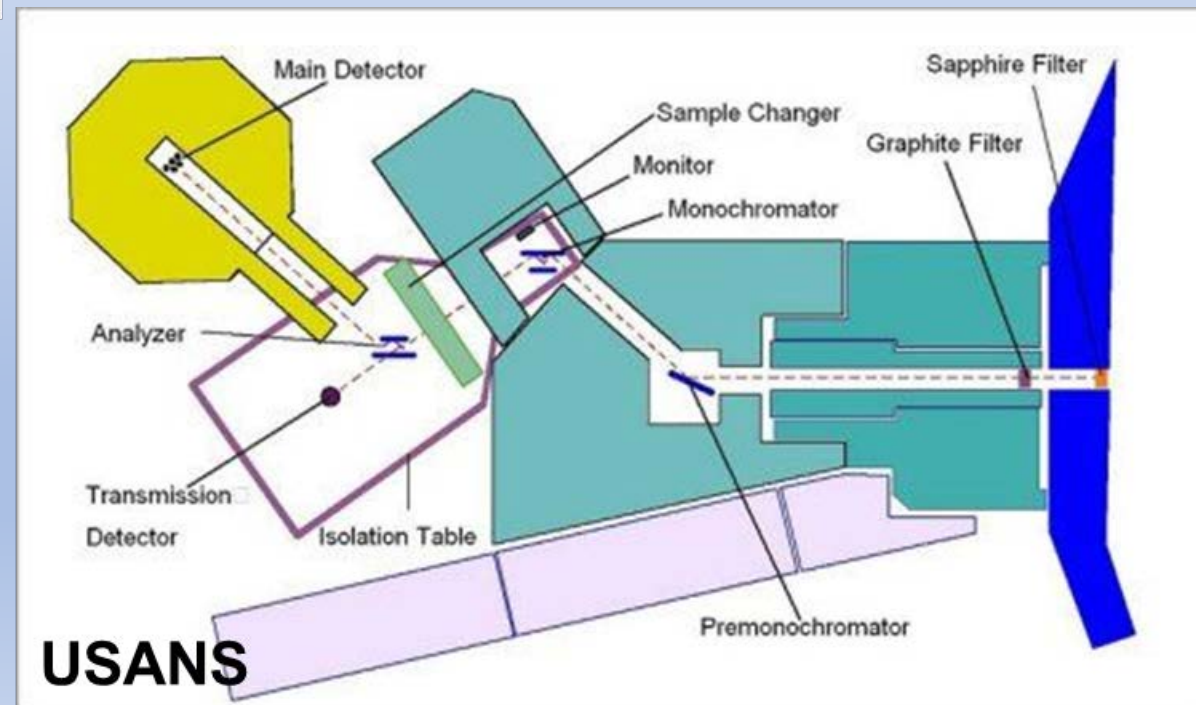 Main Detector
Sapphire Filter
Sample Changer
Graphite Filter
Monitor
Monochromator
Analyzer
Transmission
Detector
Isolation Table
Premonochromator
USANS